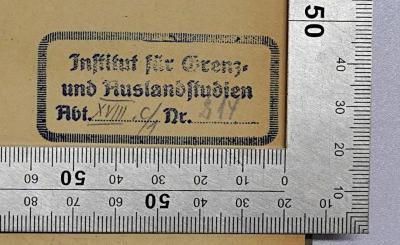 Institut für Grenz-
und Auslandstudien
Abt. XVIII c/1 Nr. 814
50
40
30
20
10
60 50 40 30 20 10 0
80 70 60 50 40 30 20 10